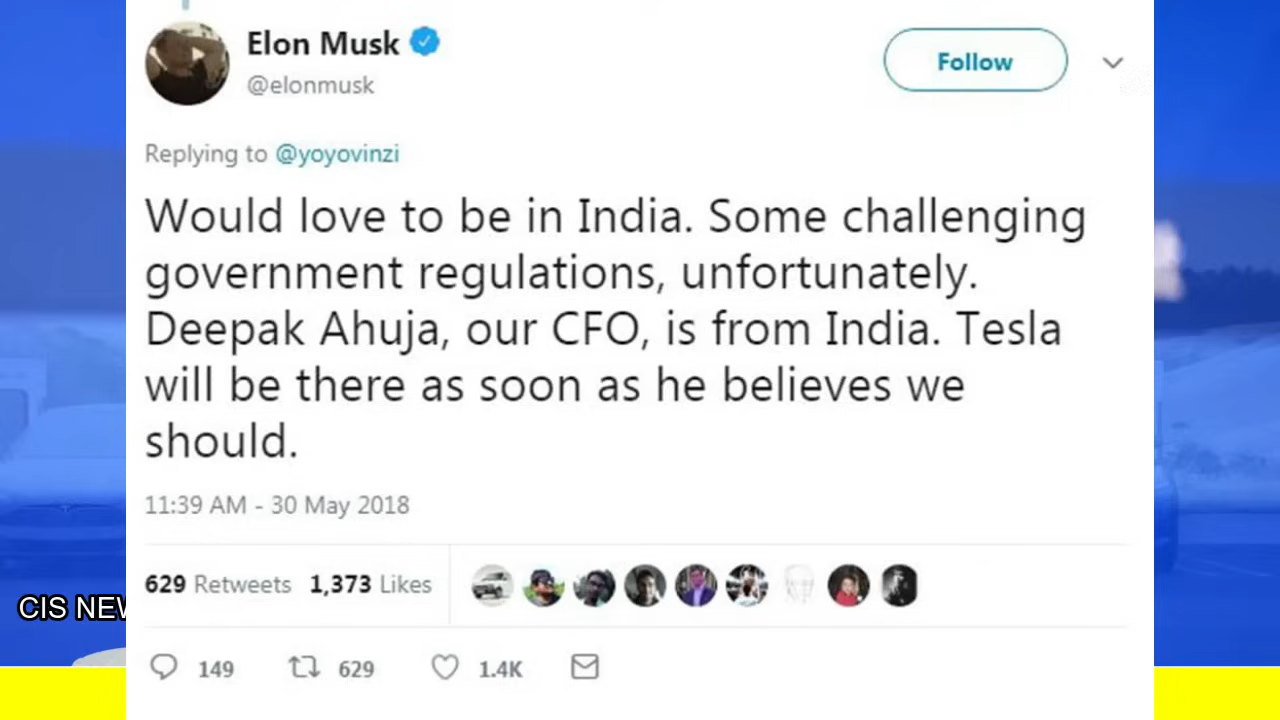 Elon Musk
@elonmusk
Follow
Replying to @yoyovinzi
Would love to be in India. Some challenging
government regulations, unfortunately.
Deepak Ahuja, our CFO, is from India. Tesla
will be there as soon as he believes we
should.
11:39 AM - 30 May 2018
629 Retweets 1,373 Likes
CIS NEW
149 629 1.4K